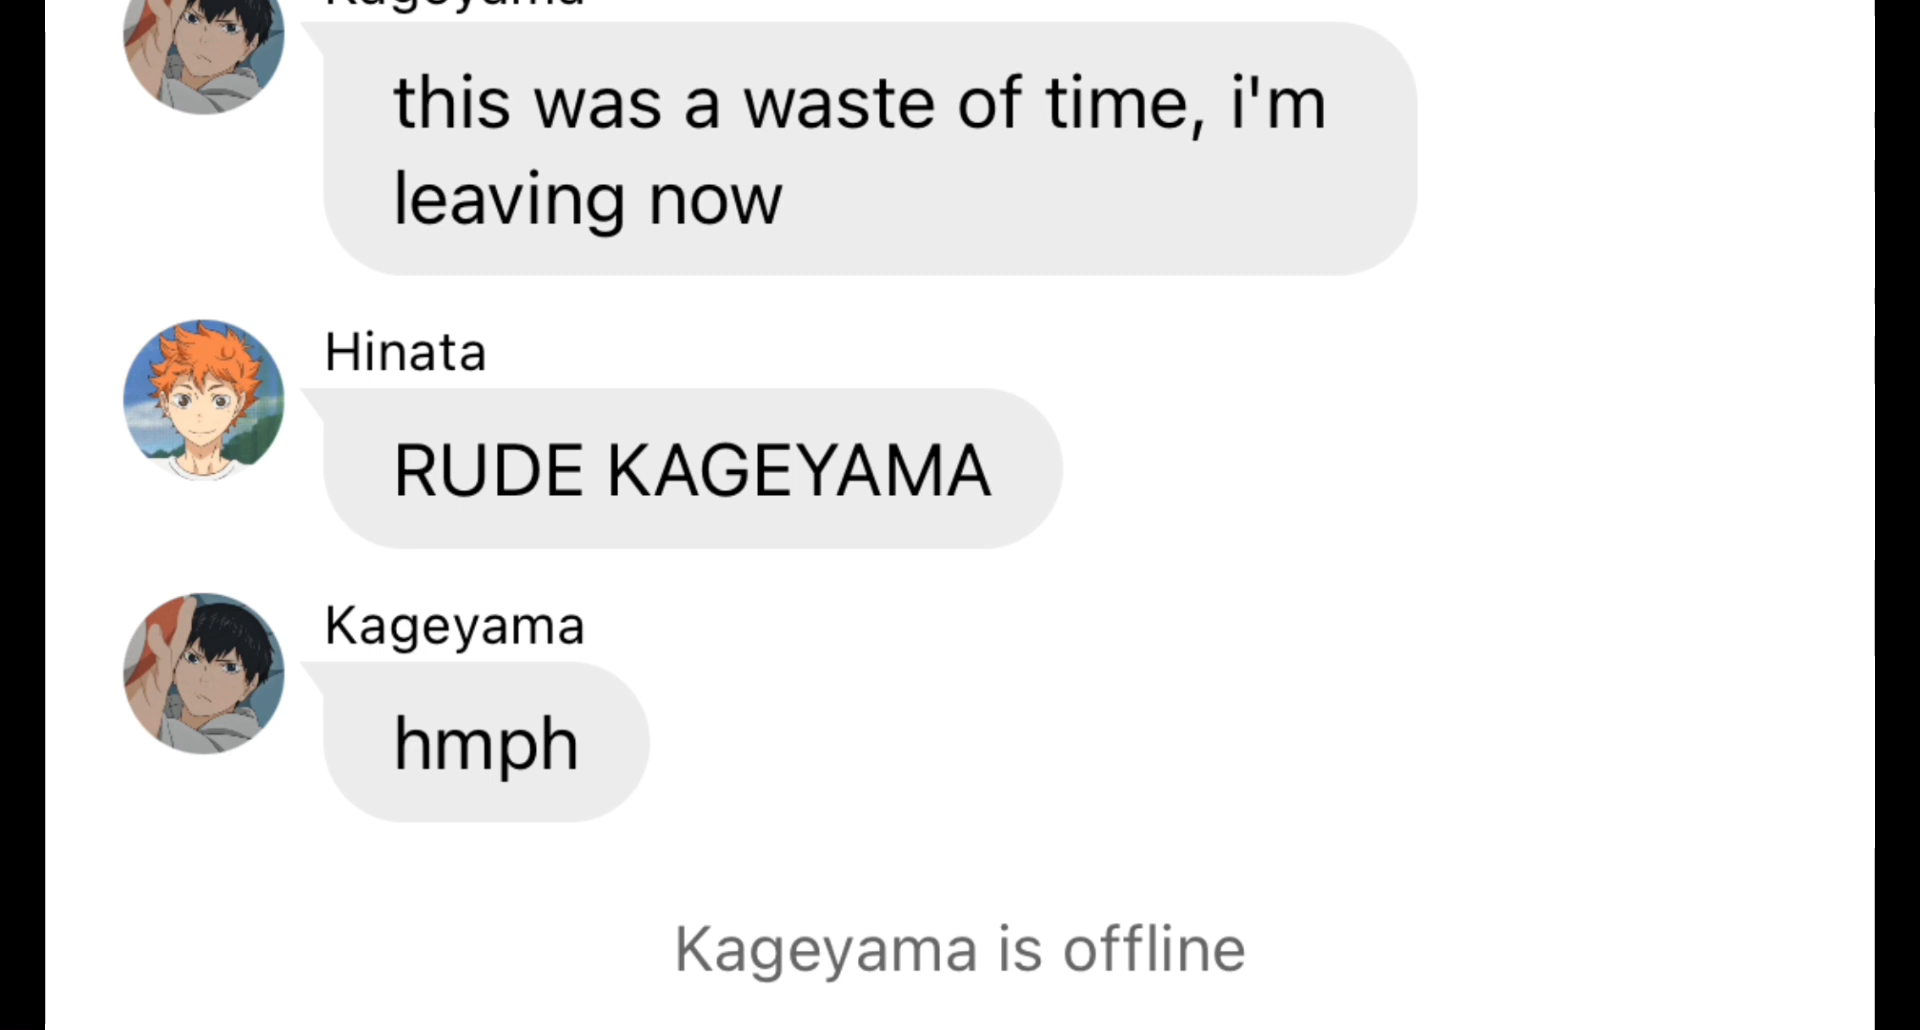 Kageyama
this was a waste of time, i'm
leaving now
Hinata
RUDE KAGEYAMA
Kageyama
hmph
Kageyama is offline